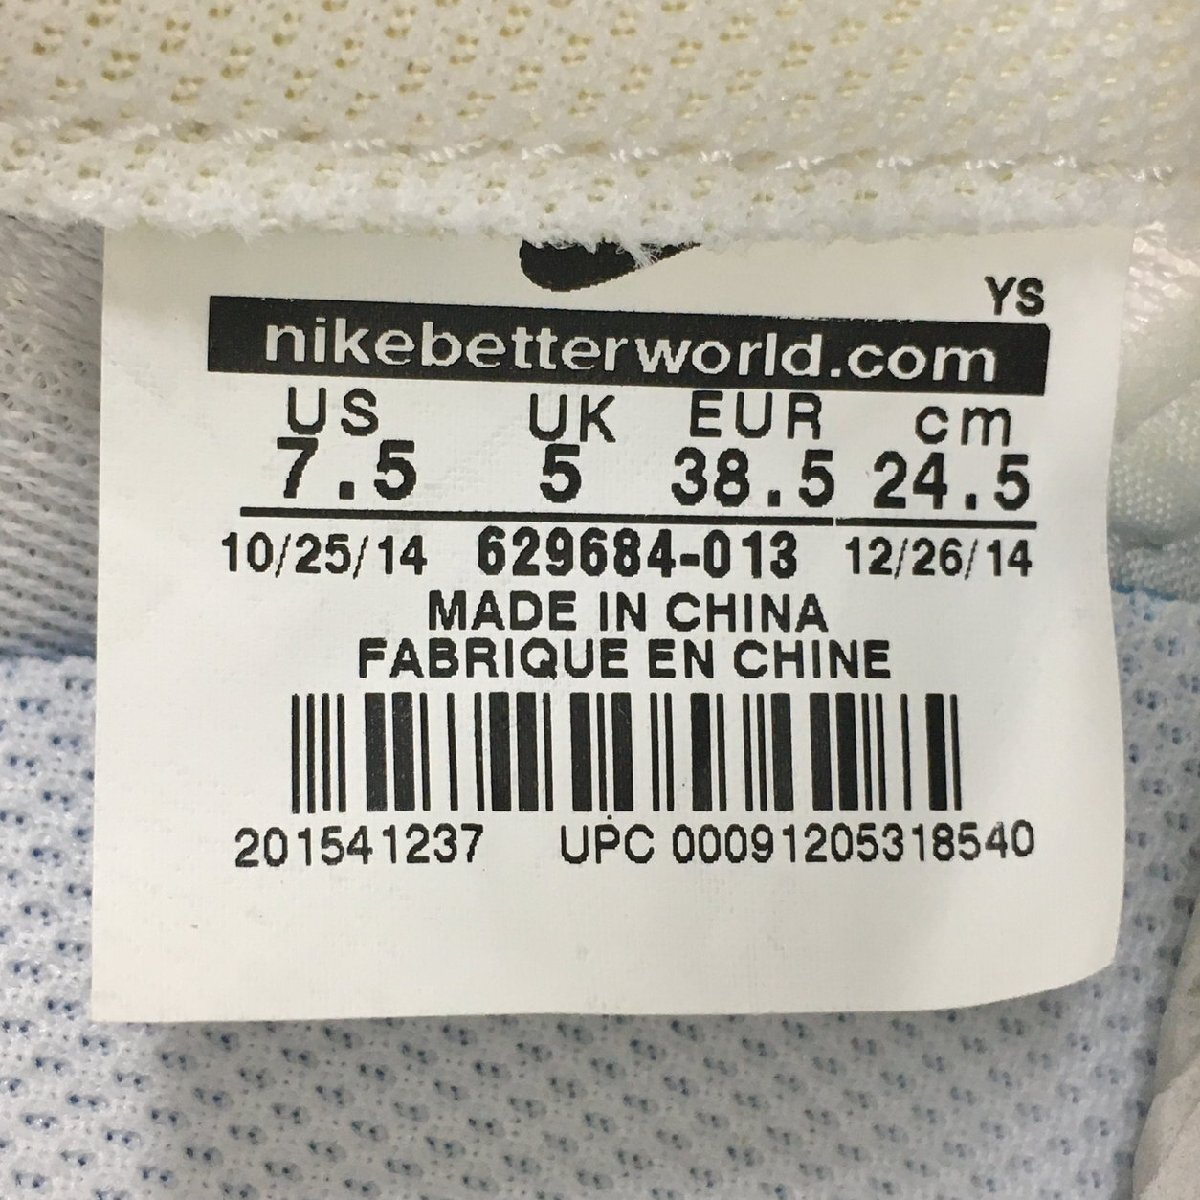 YS
nikebetterworld.com
US UK EUR cm
7.5 5 38.5 24.5
10/25/14 629684-013 12/26/14
MADE IN CHINA
FABRIQUE EN CHINE
201541237 UPC 00091205318540